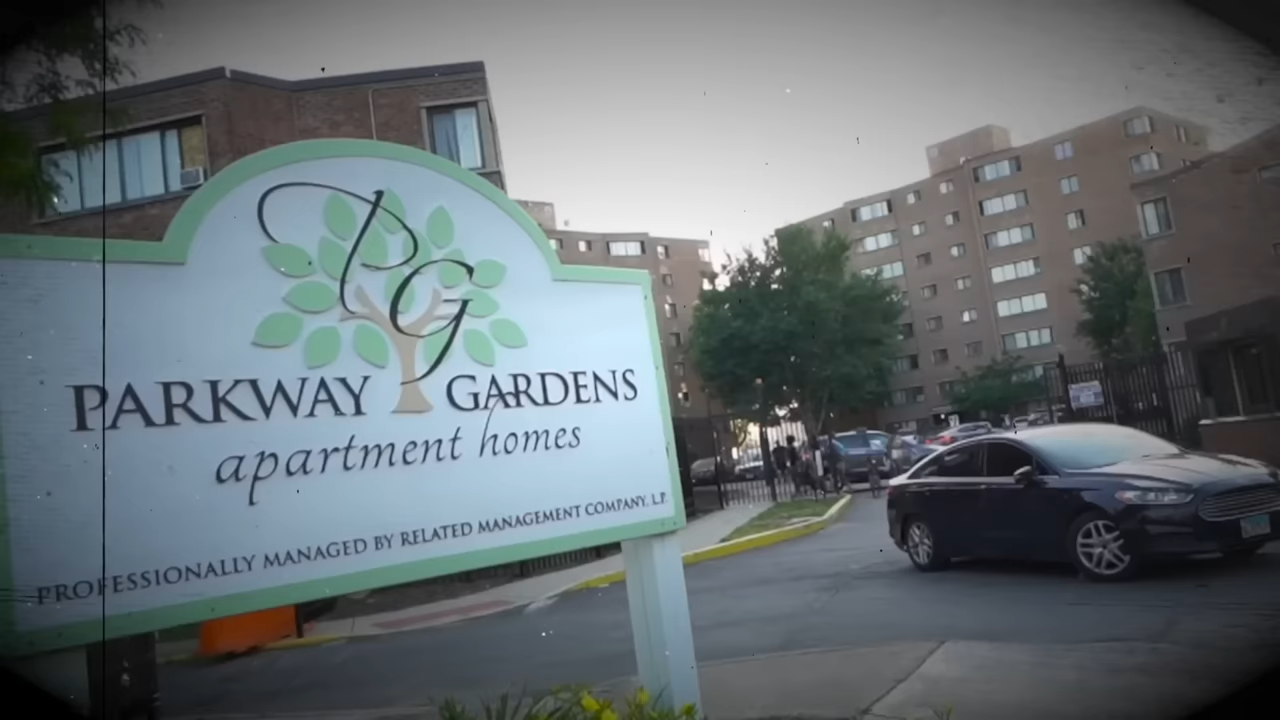 PG
PARKWAY GARDENS
apartment homes
PROFESSIONALLY MANAGED BY RELATED MANAGEMENT COMPANY, L.P.